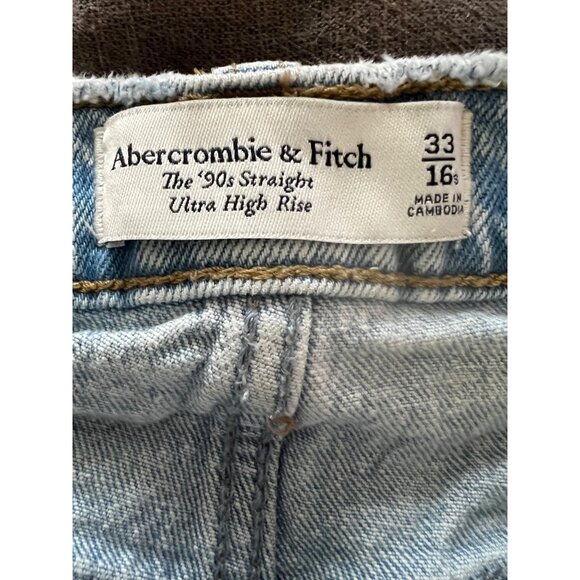 Abercrombie & Fitch
The '90s Straight
Ultra High Rise
33
16s
MADE IN
CAMBODIA